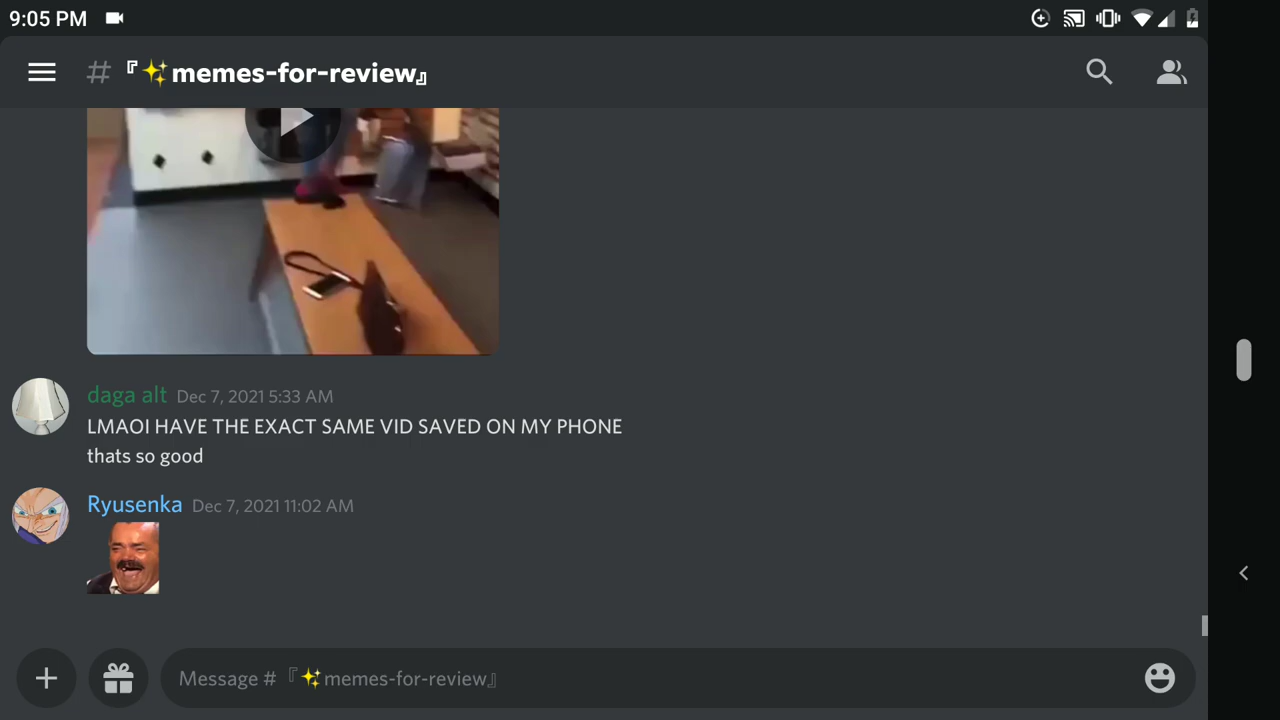 9:05 PM
# 『✨memes-for-review』
daga alt Dec 7, 2021 5:33 AM
LMAOI HAVE THE EXACT SAME VID SAVED ON MY PHONE
thats so good
Ryusenka Dec 7, 2021 11:02 AM
Message # 『✨memes-for-review』